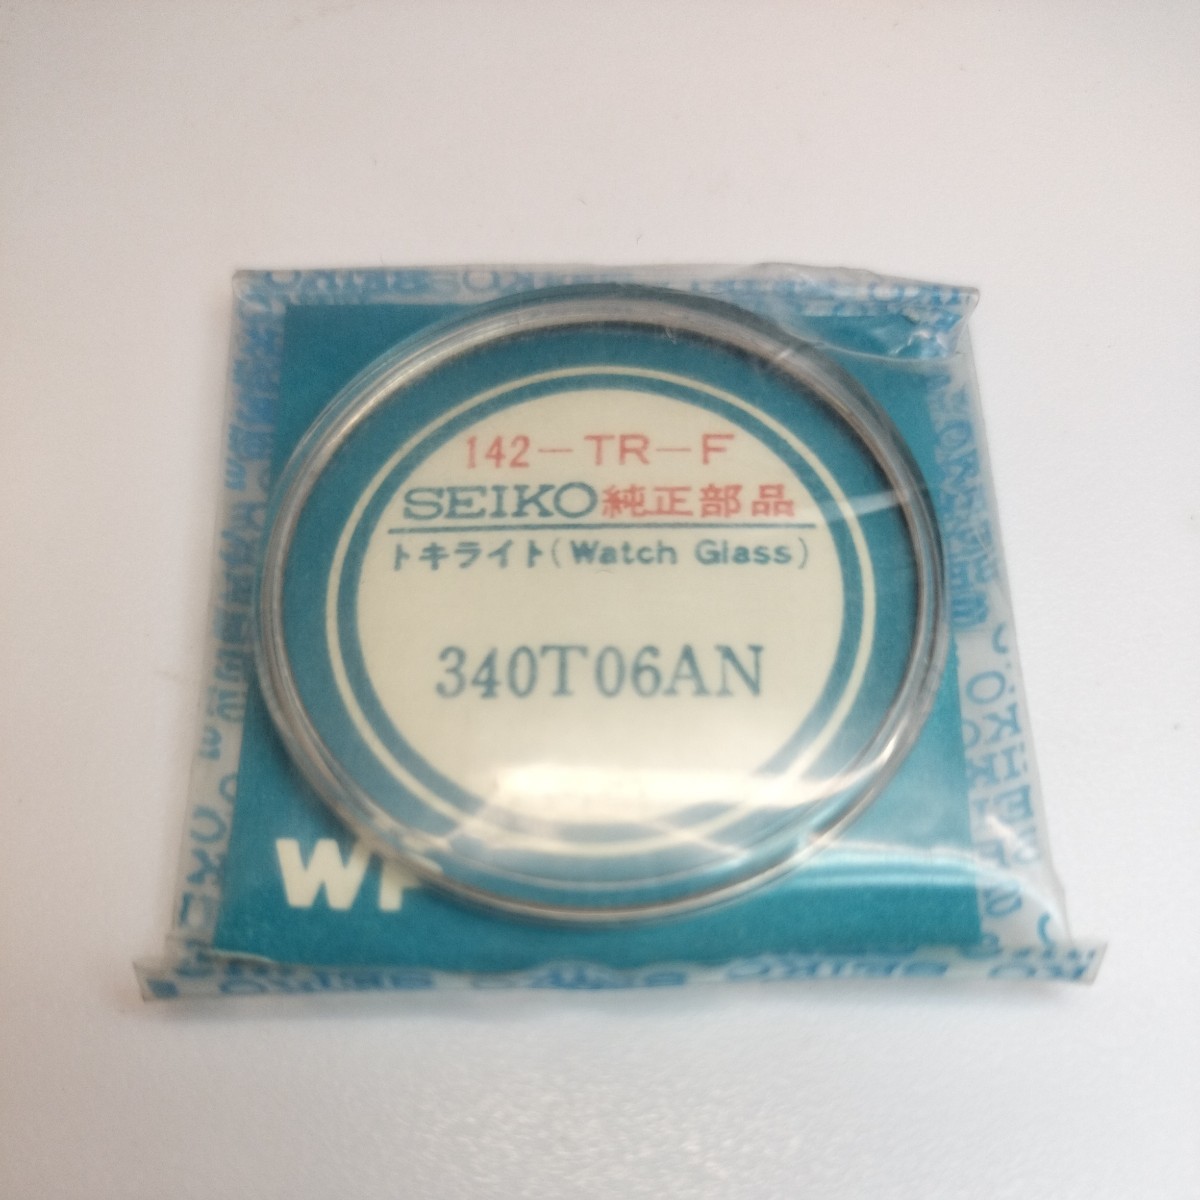 142-TR-F
SEIKO純正部品
トキライト(Watch Glass)
340T06AN
WF